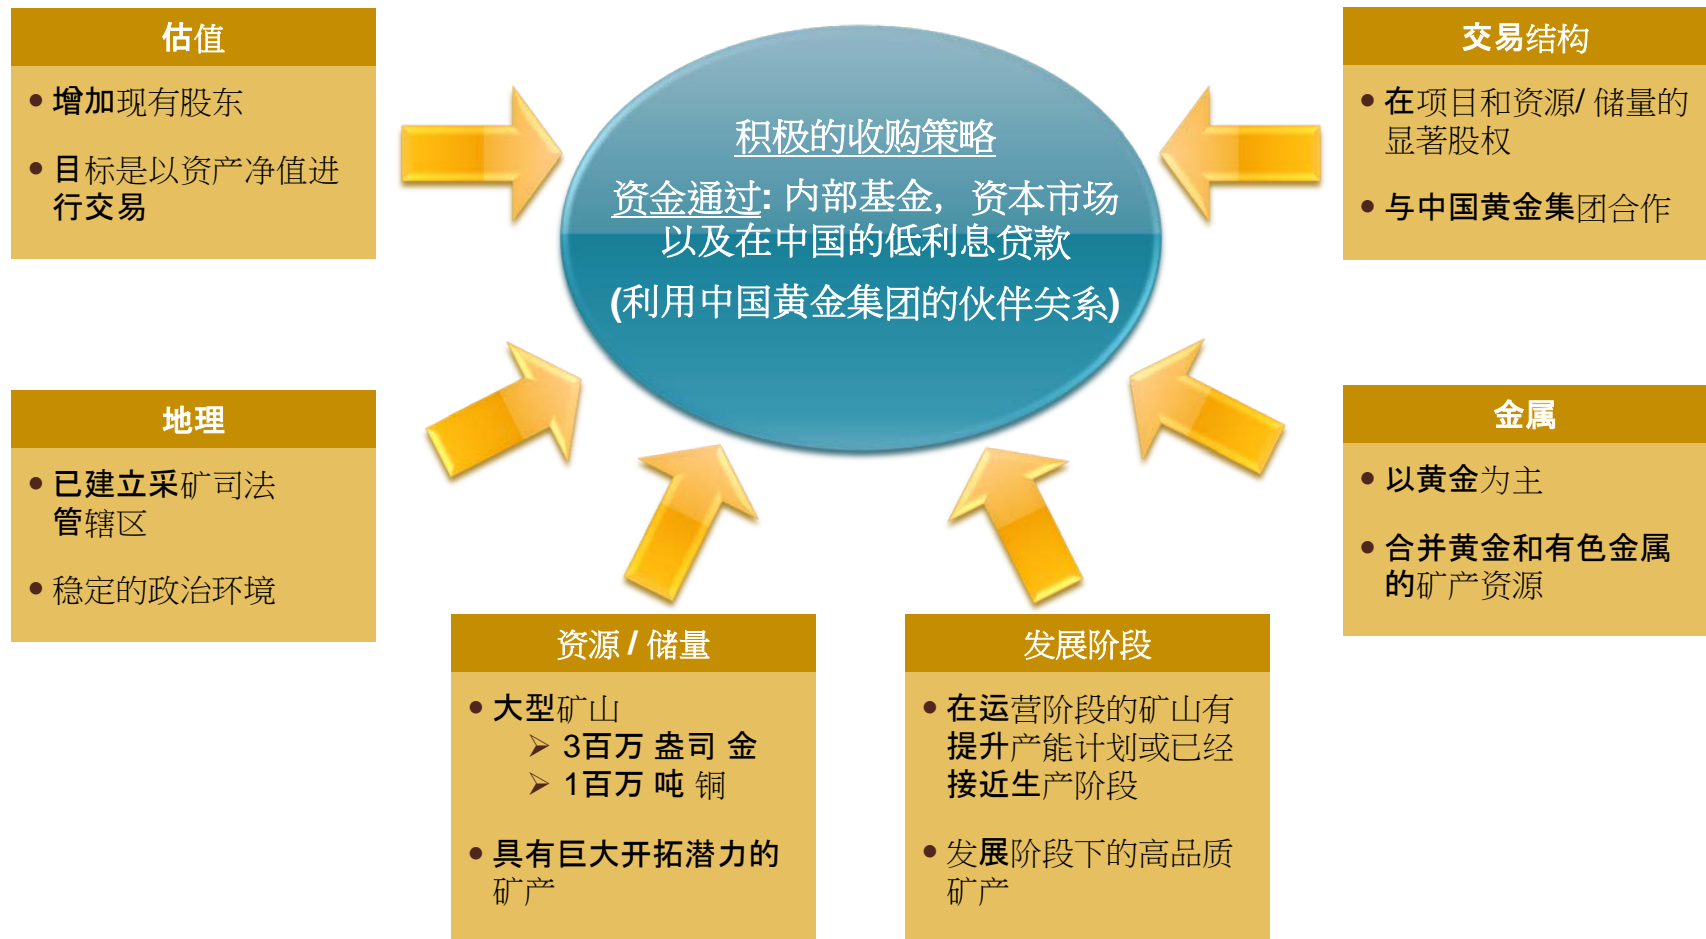 估值
增加现有股东
目标是以资产净值进
行交易
积极的收购策略
资金通过: 内部基金，资本市场
以及在中国的低利息贷款
(利用中国黄金集团的伙伴关系)
交易结构
在项目和资源/ 储量的
显著股权
与中国黄金集团合作
地理
已建立采矿司法
管辖区
稳定的政治环境
金属
以黄金为主
合并黄金和有色金属
的矿产资源
资源 / 储量
大型矿山
3百万 盎司 金
1百万 吨 铜
具有巨大开拓潜力的
矿产
发展阶段
在运营阶段的矿山有
提升产能计划或已经
接近生产阶段
发展阶段下的高品质
矿产